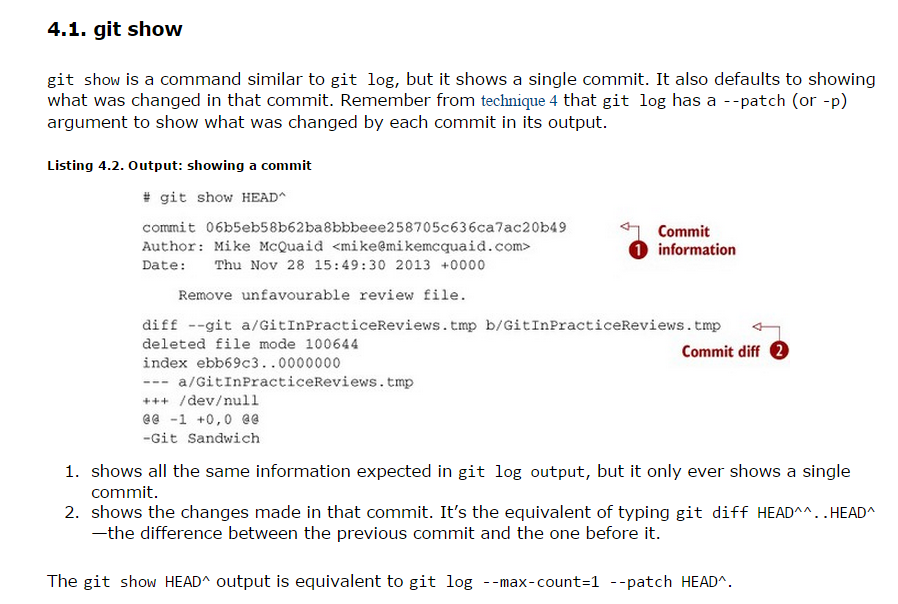 4.1. git show
git show is a command similar to git log, but it shows a single commit. It also defaults to showing
what was changed in that commit. Remember from technique 4 that git log has a --patch (or -p)
argument to show what was changed by each commit in its output.
Listing 4.2. Output: showing a commit
# git show HEAD^
commit 06b5eb58b62ba8bbbeee258705c636ca7ac20b49
Commit
Author: Mike McQuaid <mike@mikemcquaid.com>
1 information
Date: Thu Nov 28 15:49:30 2013 +0000
Remove unfavourable review file.
diff --git a/GitInPracticeReviews.tmp b/GitInPracticeReviews.tmp
deleted file mode 100644
Commit diff 2
index ebb69c3..0000000
--- a/GitInPracticeReviews.tmp
+++ /dev/null
@@ -1 +0,0 @@
-Git Sandwich
1. shows all the same information expected in git log output, but it only ever shows a single
commit.
2. shows the changes made in that commit. It's the equivalent of typing git diff HEAD^^..HEAD^
—the difference between the previous commit and the one before it.
The git show HEAD^ output is equivalent to git log --max-count=1 --patch HEAD^.